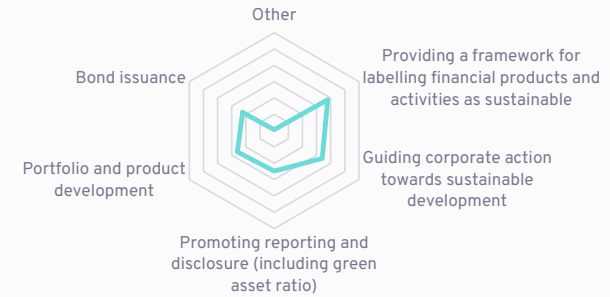 Other
Providing a framework for
labelling financial products and
activities as sustainable
Guiding corporate action
towards sustainable
development
Promoting reporting and
disclosure (including green
asset ratio)
Portfolio and product
development
Bond issuance